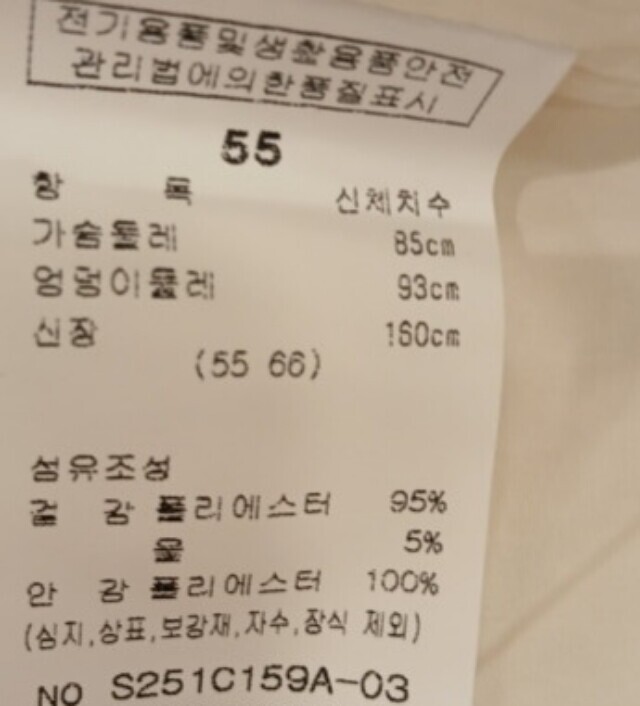 전기용품및생활용품안전
관리법에의한품질표시
55
항 목 신체치수
가슴둘레 85cm
엉덩이둘레 93cm
신장 160cm
(55 66)
섬유조성
겉 감 폴리에스터 95%
울 5%
안 감 폴리에스터 100%
(심지,상표,보강재,자수,장식 제외)
NO S251C159A-03